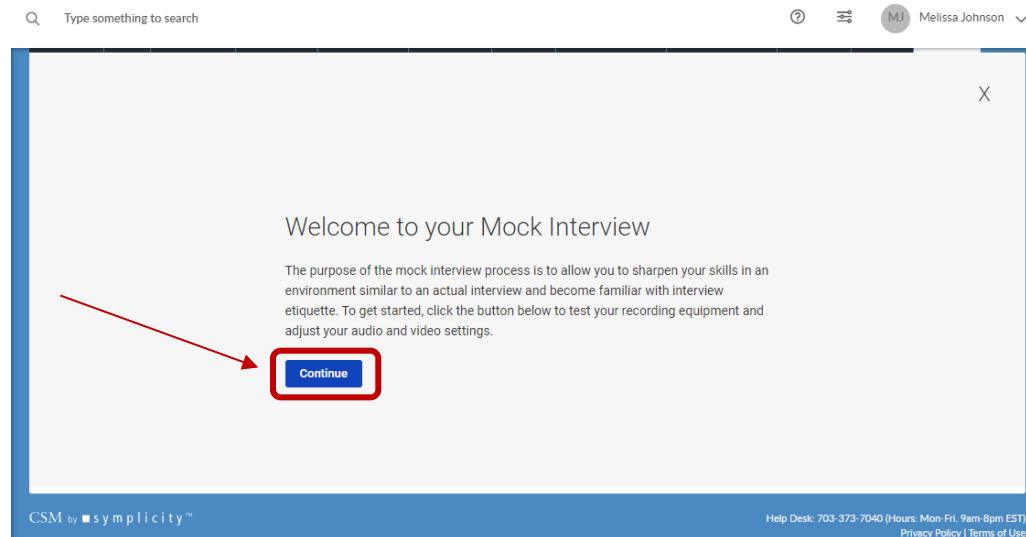 Type something to search
MJ Melissa Johnson
X
Welcome to your Mock Interview
The purpose of the mock interview process is to allow you to sharpen your skills in an
environment similar to an actual interview and become familiar with interview
etiquette. To get started, click the button below to test your recording equipment and
adjust your audio and video settings.
Continue
CSM by symplicity™
Help Desk: 703-373-7040 (Hours: Mon-Fri. 9am-8pm EST)
Privacy Policy | Terms of Use